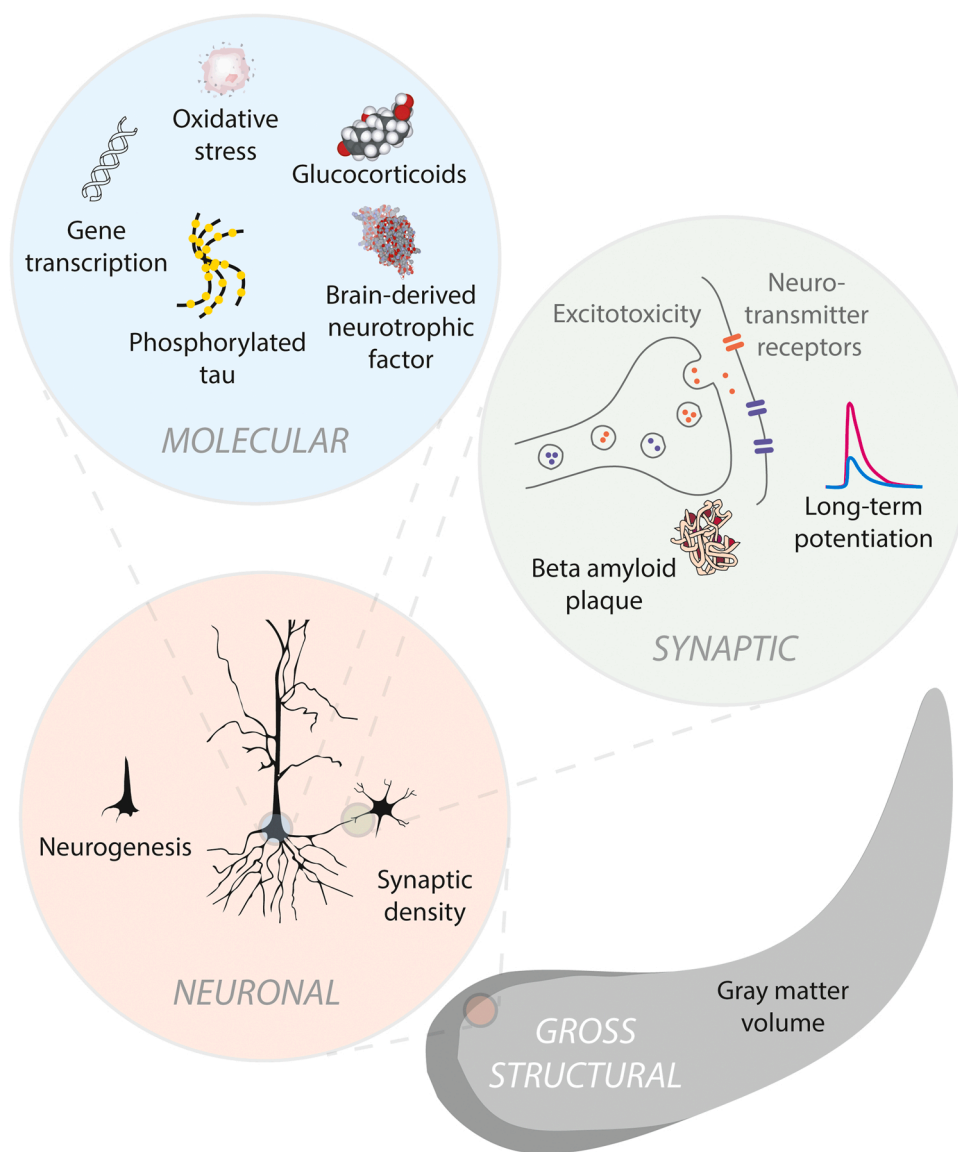 Oxidative
stress
Glucocorticoids
Gene
transcription
Phosphorylated
tau
Brain-derived
neurotrophic
factor
MOLECULAR
Excitotoxicity
Neuro-
transmitter
receptors
Long-term
potentiation
Beta amyloid
plaque
SYNAPTIC
Neurogenesis
Synaptic
density
NEURONAL
Gray matter
volume
GROSS
STRUCTURAL